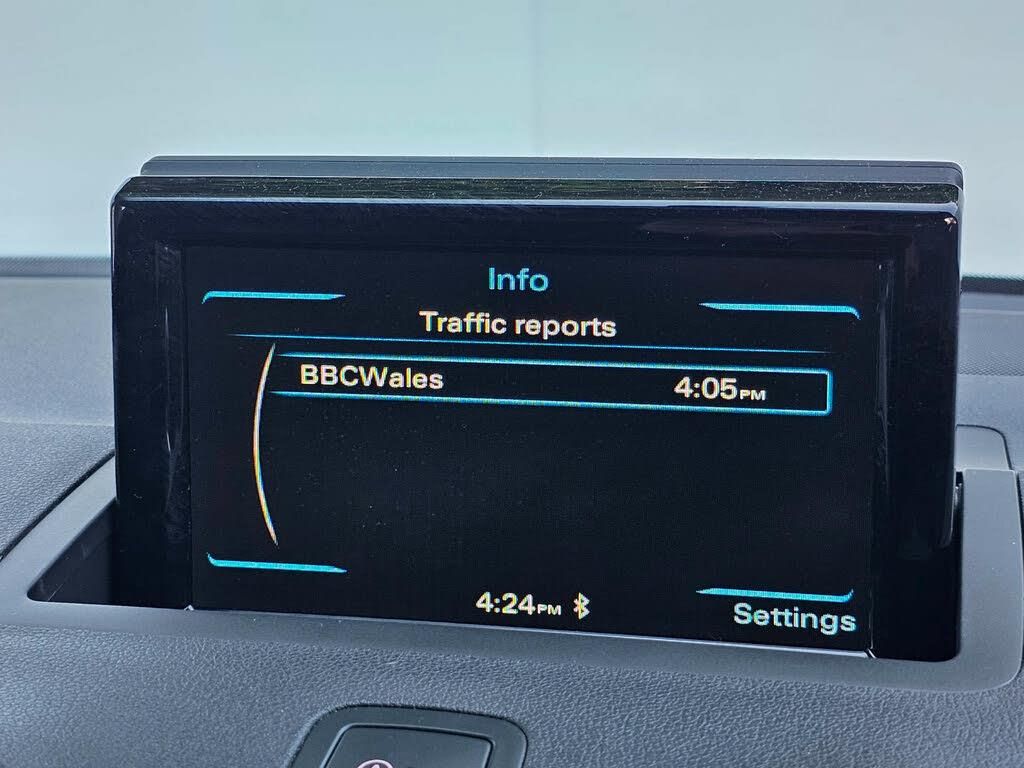 Info
Traffic reports
BBCWales 4:05PM
4:24PM
Settings